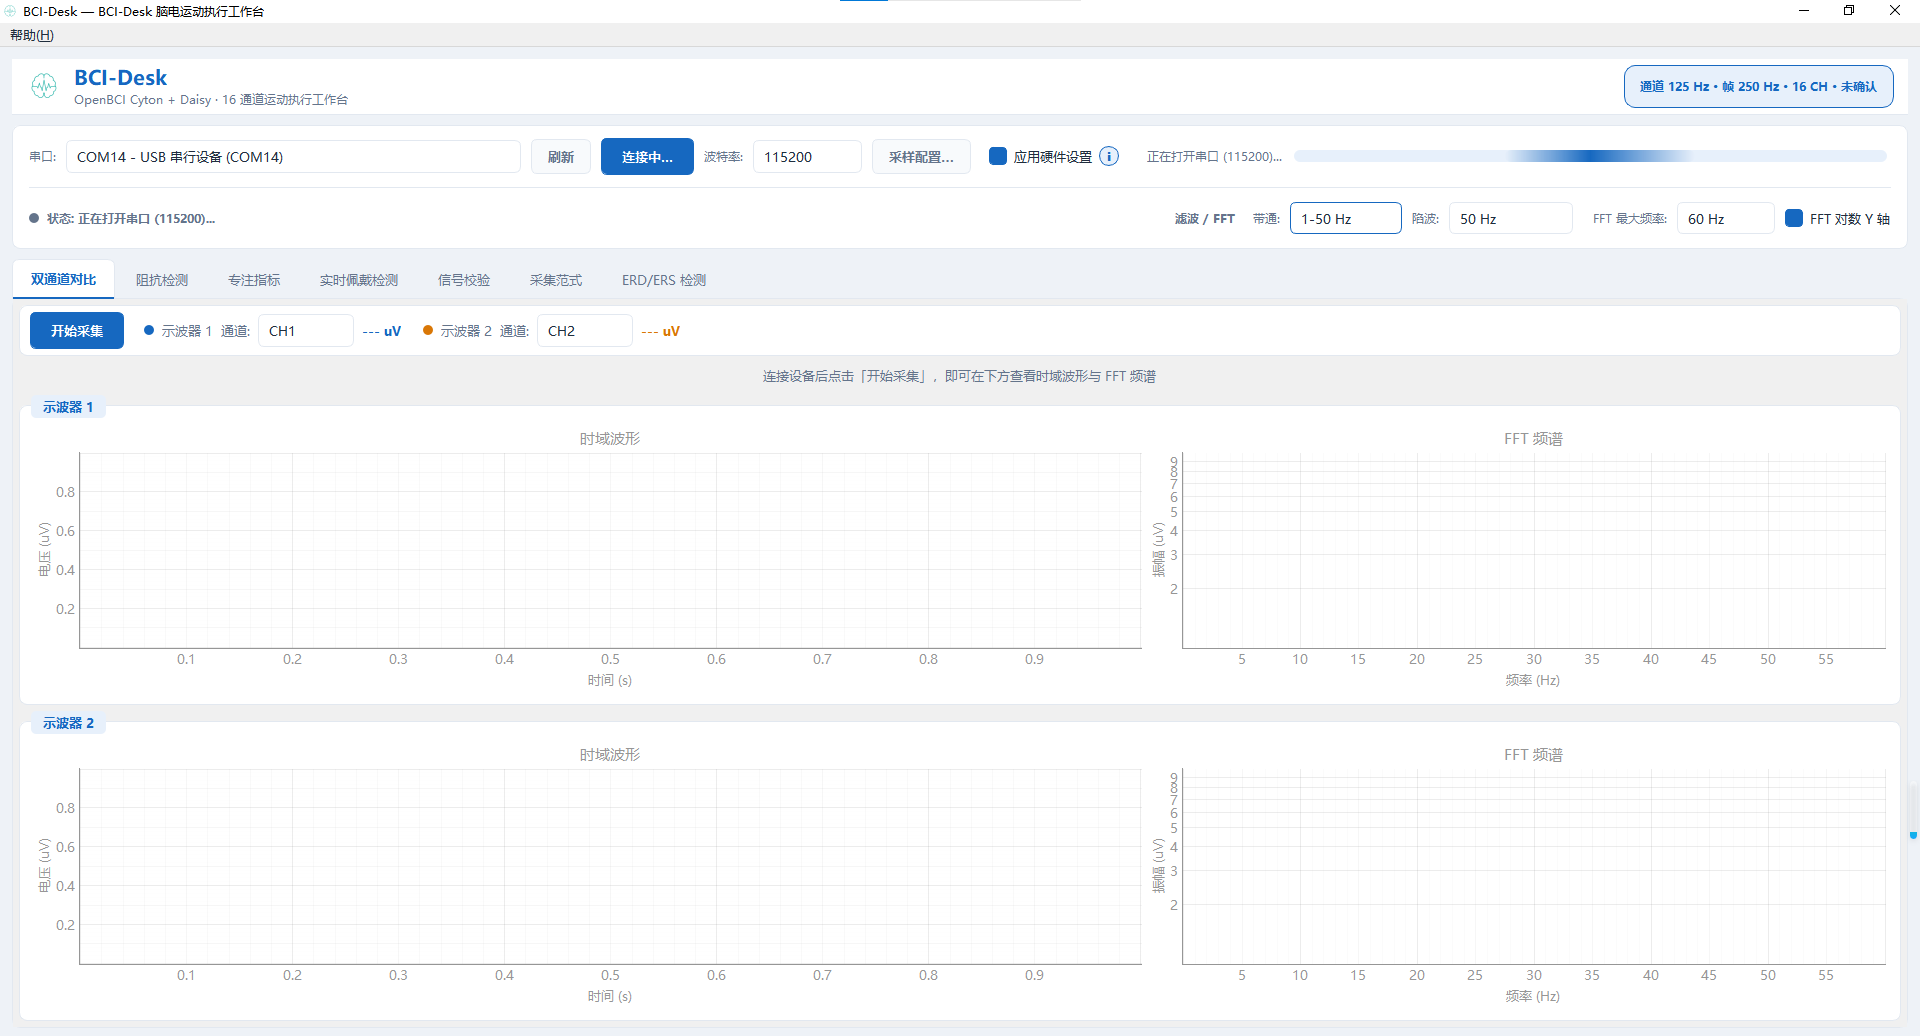 BCI-Desk — BCI-Desk 脑电运动执行工作台
帮助(H)
BCI-Desk
OpenBCI Cyton + Daisy · 16 通道运动执行工作台
通道 125 Hz • 帧 250 Hz • 16 CH • 未确认
串口: COM14 - USB 串行设备 (COM14) 刷新 连接中... 波特率: 115200 采样配置... 应用硬件设置 i 正在打开串口 (115200)...
状态: 正在打开串口 (115200)... 滤波 / FFT 带通: 1-50 Hz 陷波: 50 Hz FFT 最大频率: 60 Hz FFT 对数 Y 轴
双通道对比 阻抗检测 专注指标 实时佩戴检测 信号校验 采集范式 ERD/ERS 检测
开始采集 示波器 1 通道: CH1 --- uV 示波器 2 通道: CH2 --- uV
连接设备后点击「开始采集」，即可在下方查看时域波形与 FFT 频谱
示波器 1
时域波形
电压 (uV)
0.8
0.6
0.4
0.2
0.1 0.2 0.3 0.4 0.5 0.6 0.7 0.8 0.9
时间 (s)
FFT 频谱
振幅 (uV)
9
8
7
6
5
4
3
2
5 10 15 20 25 30 35 40 45 50 55
频率 (Hz)
示波器 2
时域波形
电压 (uV)
0.8
0.6
0.4
0.2
0.1 0.2 0.3 0.4 0.5 0.6 0.7 0.8 0.9
时间 (s)
FFT 频谱
振幅 (uV)
9
8
7
6
5
4
3
2
5 10 15 20 25 30 35 40 45 50 55
频率 (Hz)